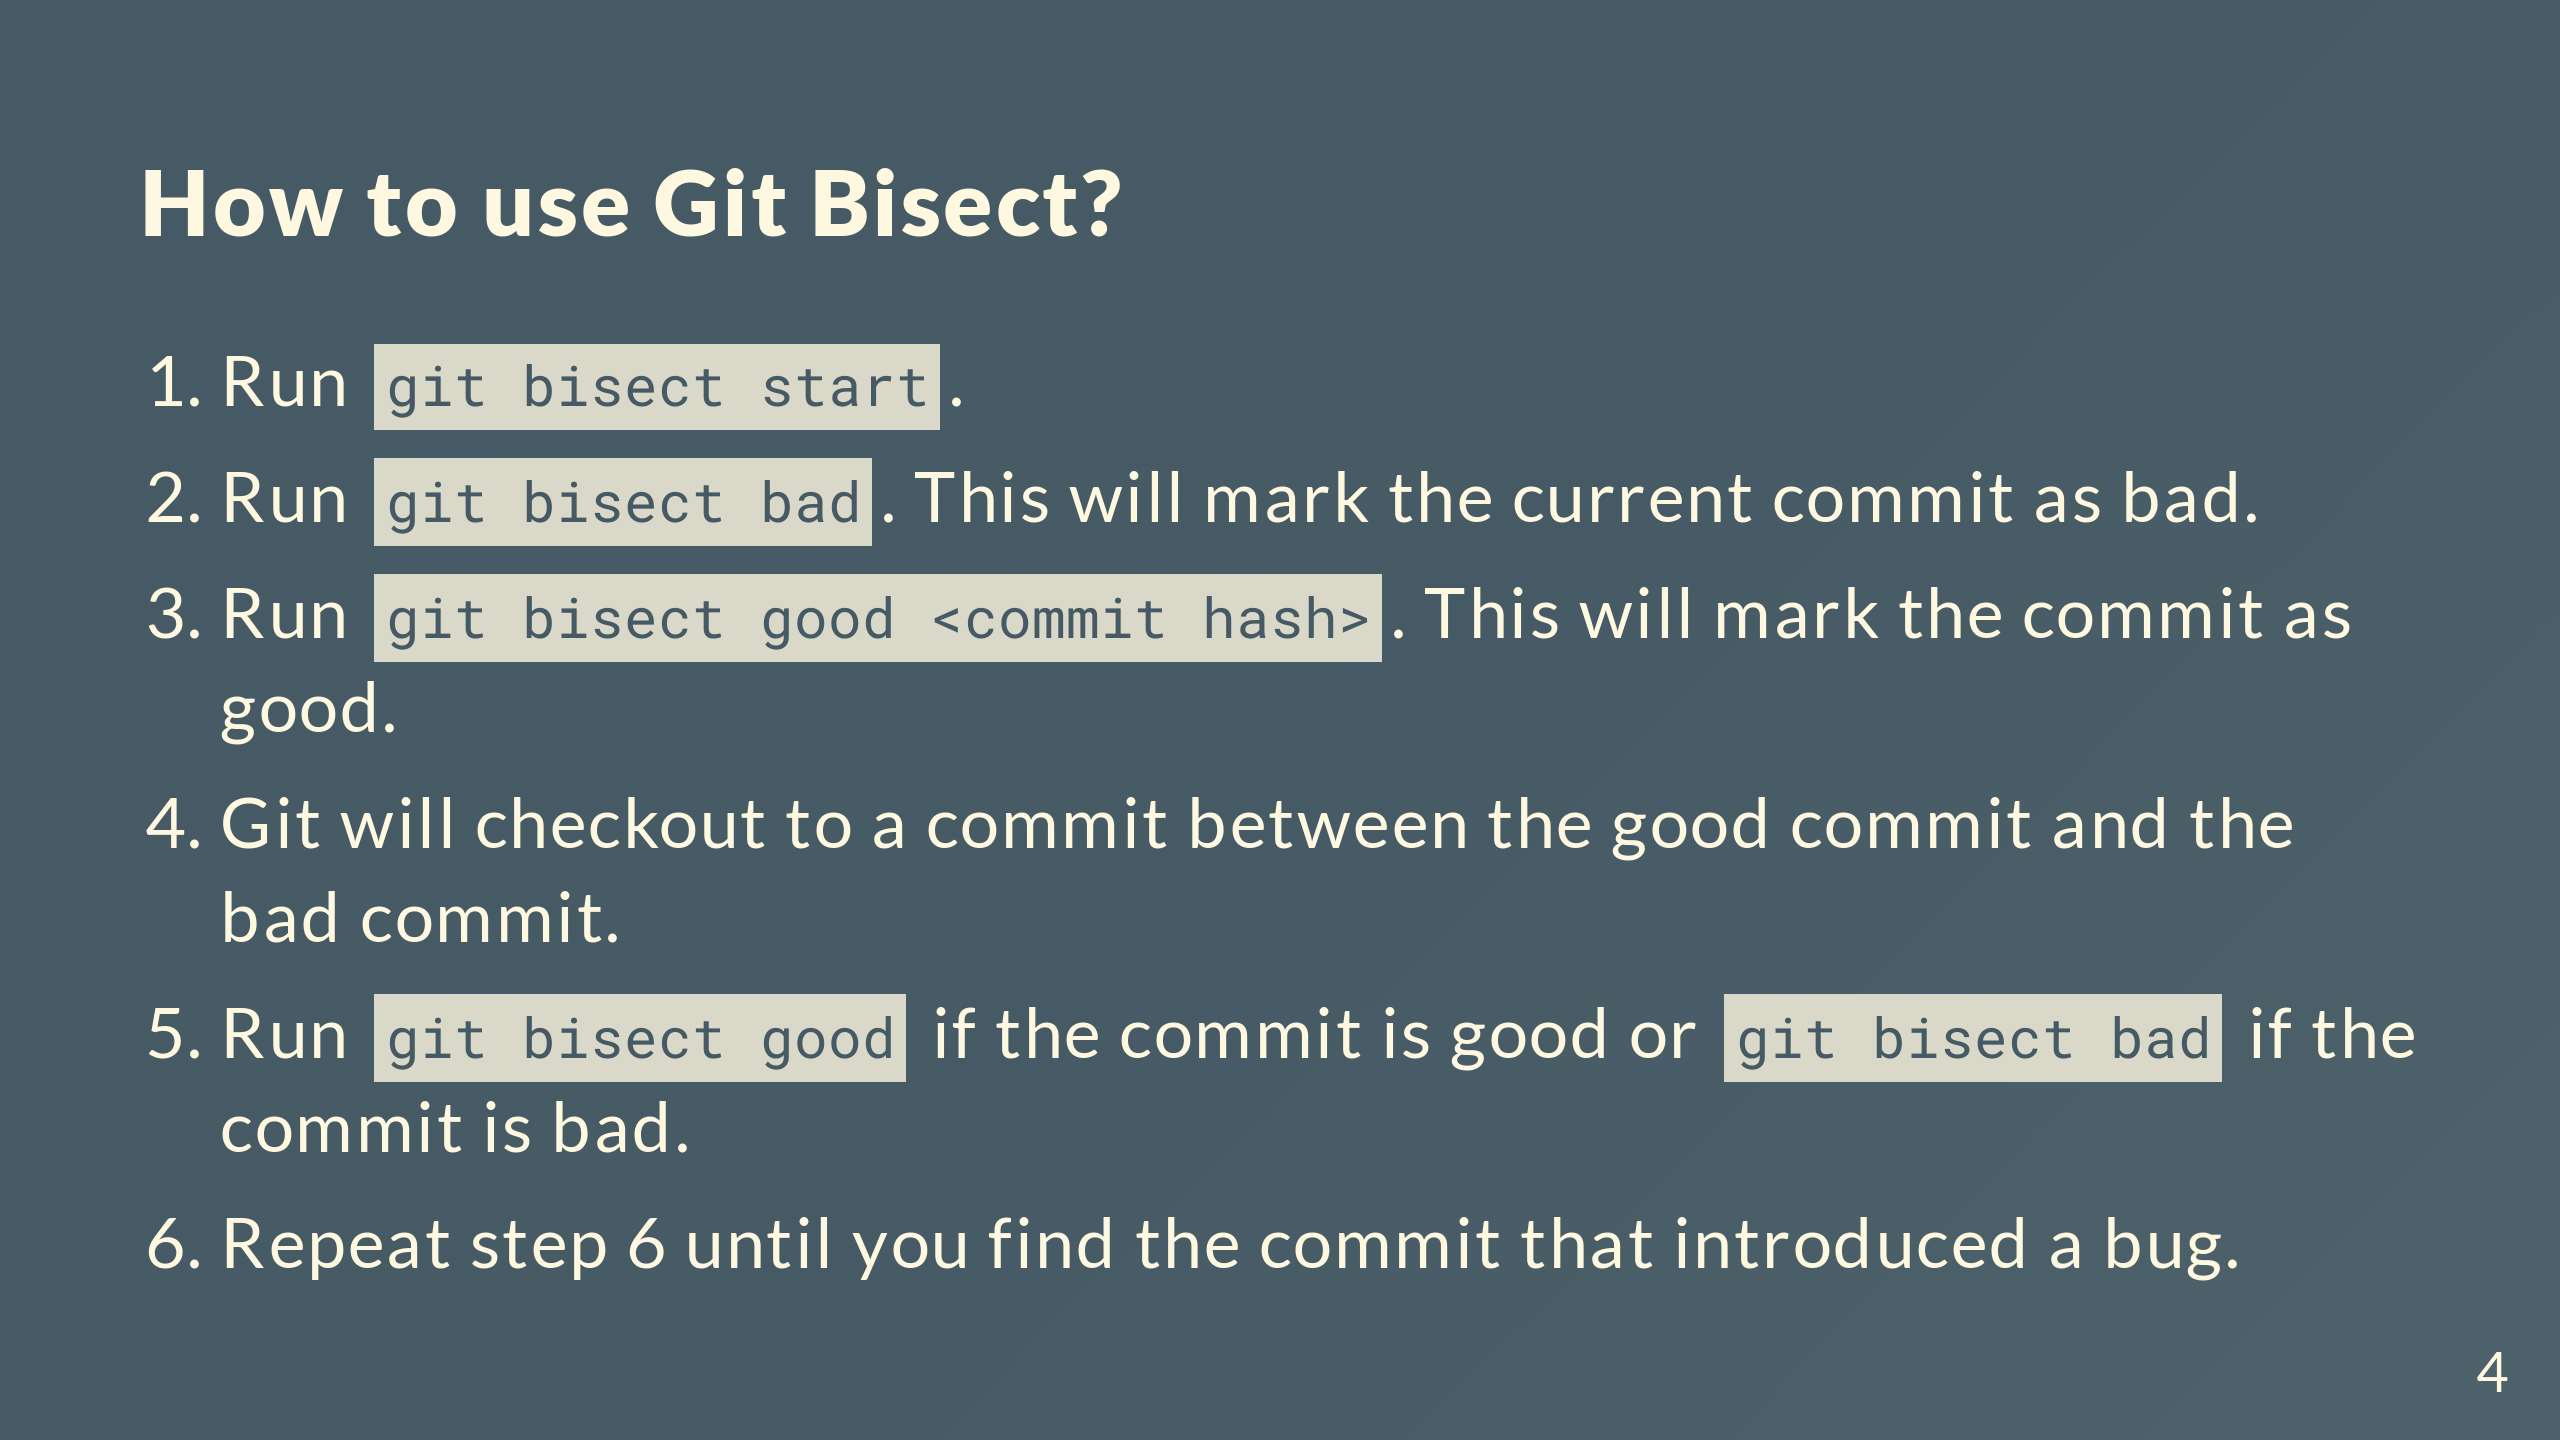 How to use Git Bisect?
1. Run git bisect start.
2. Run git bisect bad. This will mark the current commit as bad.
3. Run git bisect good <commit hash>. This will mark the commit as
good.
4. Git will checkout to a commit between the good commit and the
bad commit.
5. Run git bisect good if the commit is good or git bisect bad if the
commit is bad.
6. Repeat step 6 until you find the commit that introduced a bug.
4